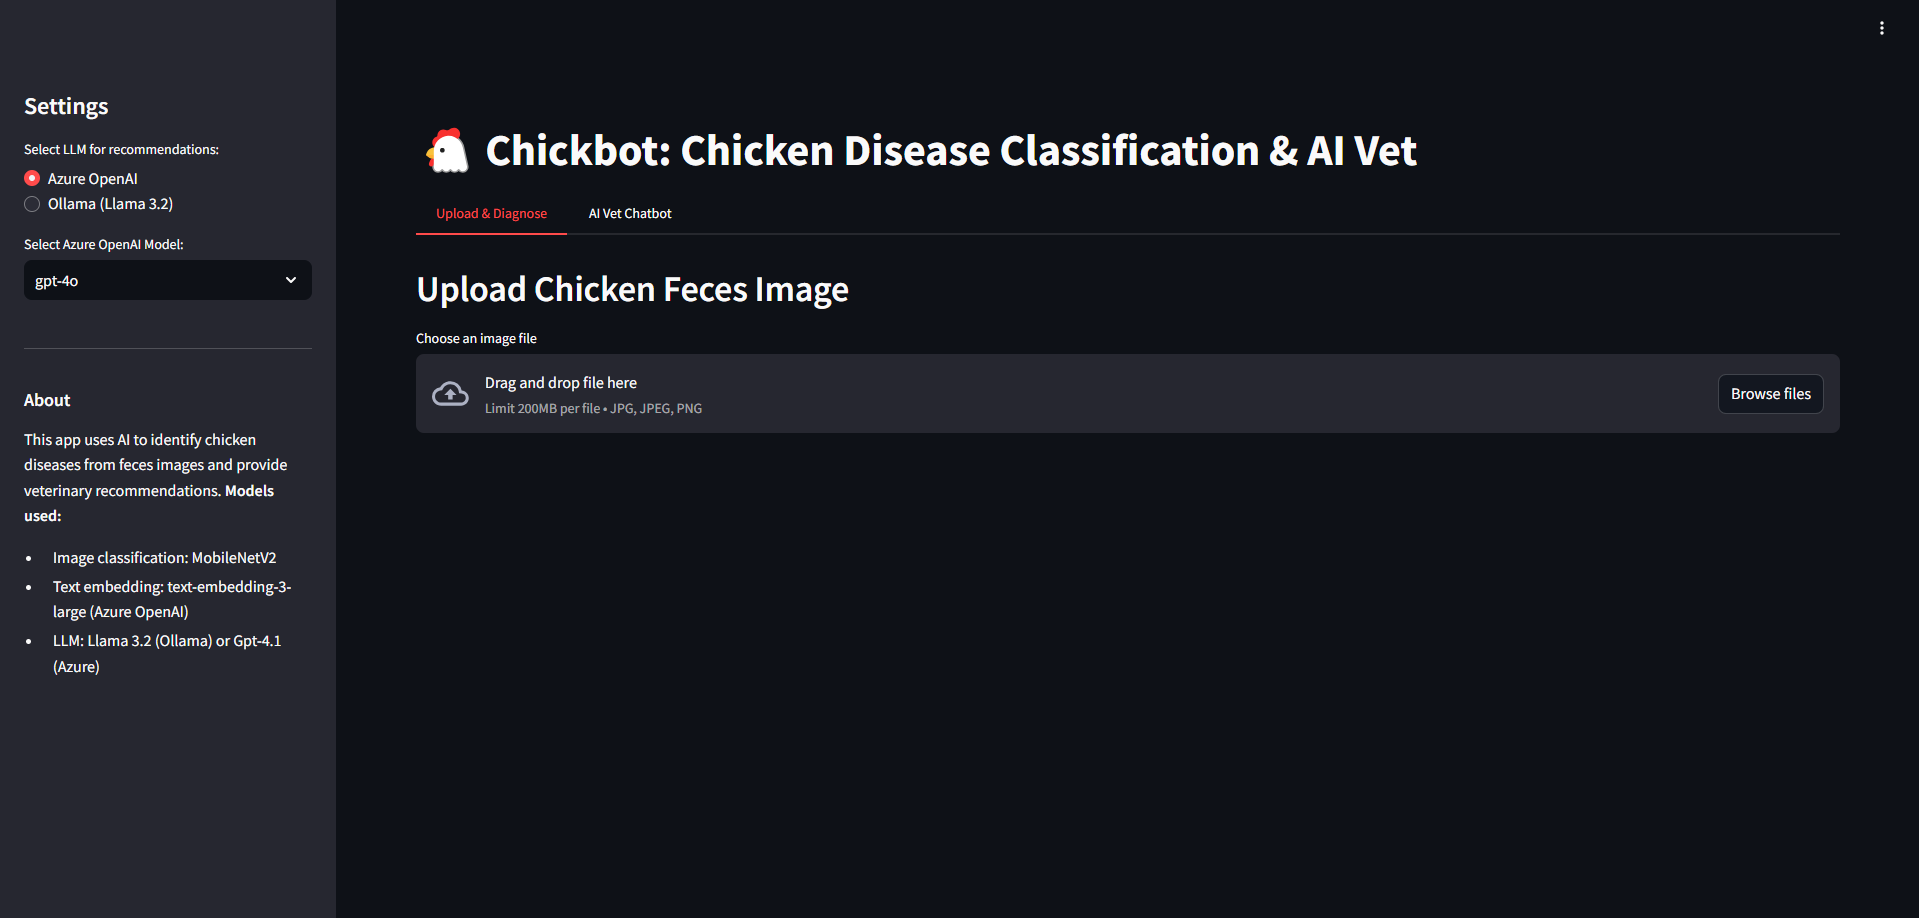 Settings
Select LLM for recommendations:
Azure OpenAI
Ollama (Llama 3.2)
Select Azure OpenAI Model:
gpt-4o
About
This app uses AI to identify chicken
diseases from feces images and provide
veterinary recommendations. Models
used:
Image classification: MobileNetV2
Text embedding: text-embedding-3-
large (Azure OpenAI)
LLM: Llama 3.2 (Ollama) or Gpt-4.1
(Azure)
Chickbot: Chicken Disease Classification & AI Vet
Upload & Diagnose
AI Vet Chatbot
Upload Chicken Feces Image
Choose an image file
Drag and drop file here
Limit 200MB per file • JPG, JPEG, PNG
Browse files